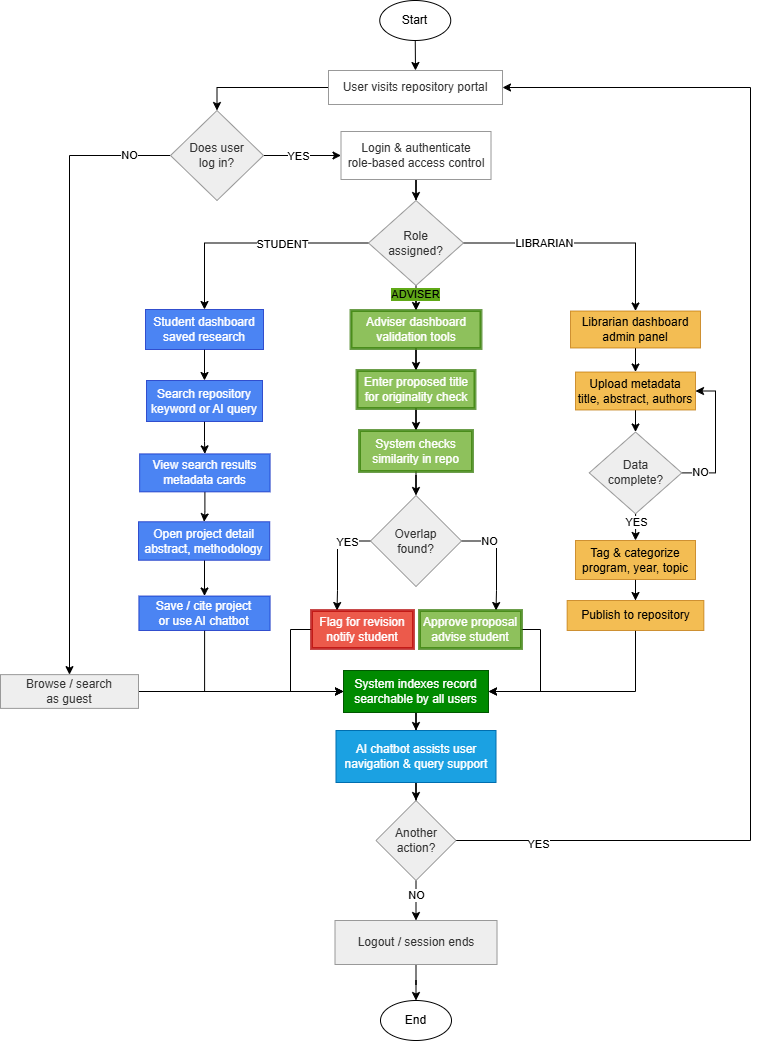 Start
User visits repository portal
Does user
log in?
NO
YES
Login & authenticate
role-based access control
Role
assigned?
STUDENT
LIBRARIAN
ADVISER
Student dashboard
saved research
Adviser dashboard
validation tools
Librarian dashboard
admin panel
Search repository
keyword or AI query
Enter proposed title
for originality check
Upload metadata
title, abstract, authors
View search results
metadata cards
System checks
similarity in repo
Data
complete?
NO
YES
Open project detail
abstract, methodology
Overlap
found?
YES
NO
Tag & categorize
program, year, topic
Save / cite project
or use AI chatbot
Flag for revision
notify student
Approve proposal
advise student
Publish to repository
Browse / search
as guest
System indexes record
searchable by all users
AI chatbot assists user
navigation & query support
Another
action?
YES
NO
Logout / session ends
End